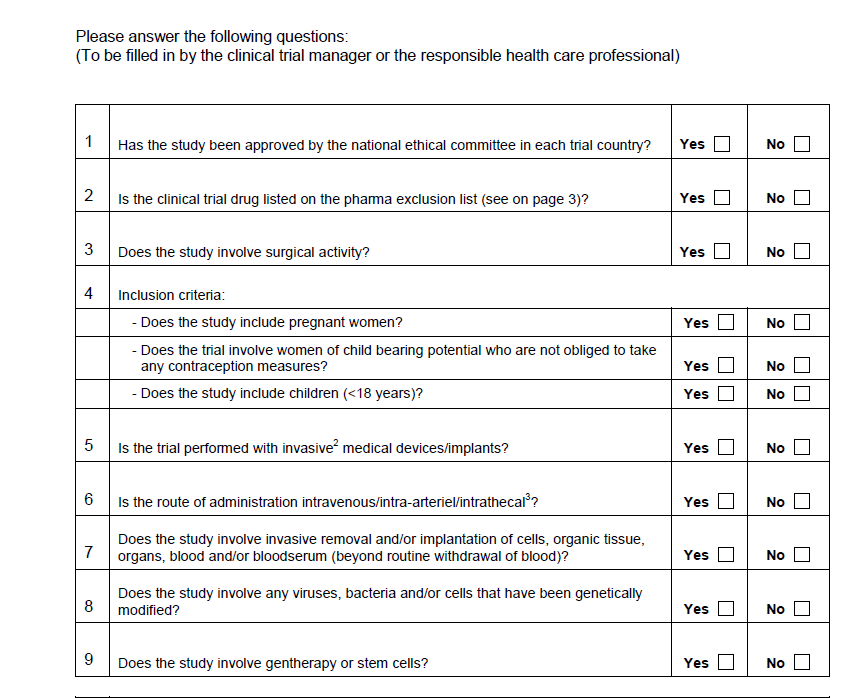 Please answer the following questions:
(To be filled in by the clinical trial manager or the responsible health care professional)
1 Has the study been approved by the national ethical committee in each trial country? Yes No
2 Is the clinical trial drug listed on the pharma exclusion list (see on page 3)? Yes No
3 Does the study involve surgical activity? Yes No
4 Inclusion criteria:
- Does the study include pregnant women? Yes No
- Does the trial involve women of child bearing potential who are not obliged to take
any contraception measures? Yes No
- Does the study include children (<18 years)? Yes No
5 Is the trial performed with invasive² medical devices/implants? Yes No
6 Is the route of administration intravenous/intra-arteriel/intrathecal³? Yes No
Does the study involve invasive removal and/or implantation of cells, organic tissue,
7 organs, blood and/or bloodserum (beyond routine withdrawal of blood)? Yes No
Does the study involve any viruses, bacteria and/or cells that have been genetically
8 modified? Yes No
9 Does the study involve gentherapy or stem cells? Yes No